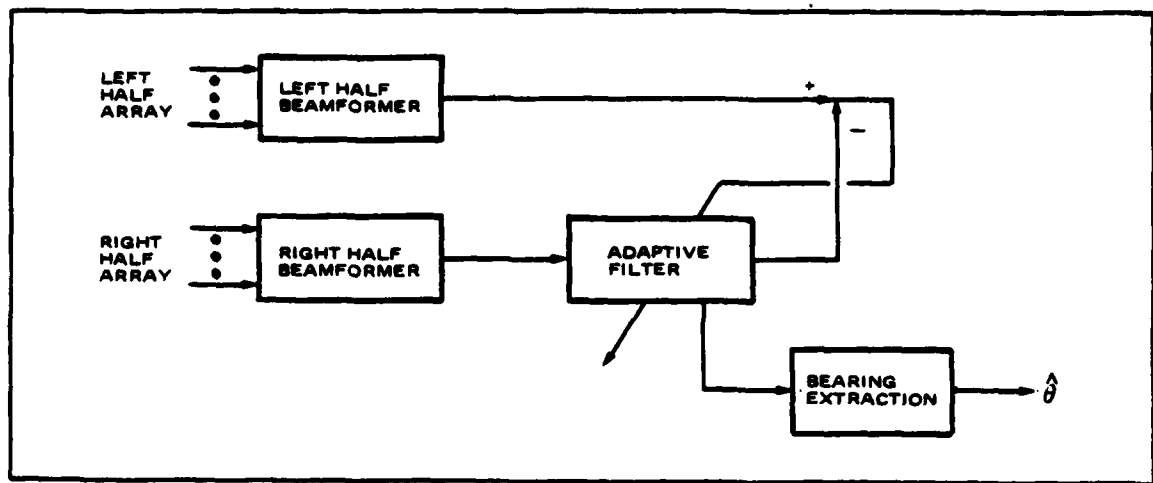 LEFT
HALF
ARRAY
LEFT HALF
BEAMFORMER
+
−
RIGHT
HALF
ARRAY
RIGHT HALF
BEAMFORMER
ADAPTIVE
FILTER
BEARING
EXTRACTION
θ̂